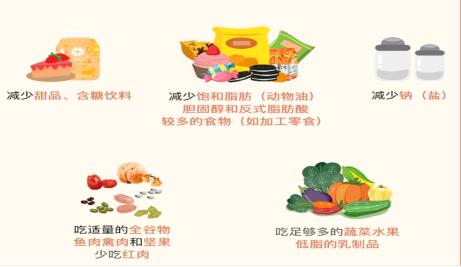 减少甜品、含糖饮料
减少饱和脂肪（动物油）
胆固醇和反式脂肪酸
较多的食物（如加工零食）
减少钠（盐）
吃适量的全谷物
鱼肉禽肉和坚果
少吃红肉
吃足够多的蔬菜水果
低脂的乳制品